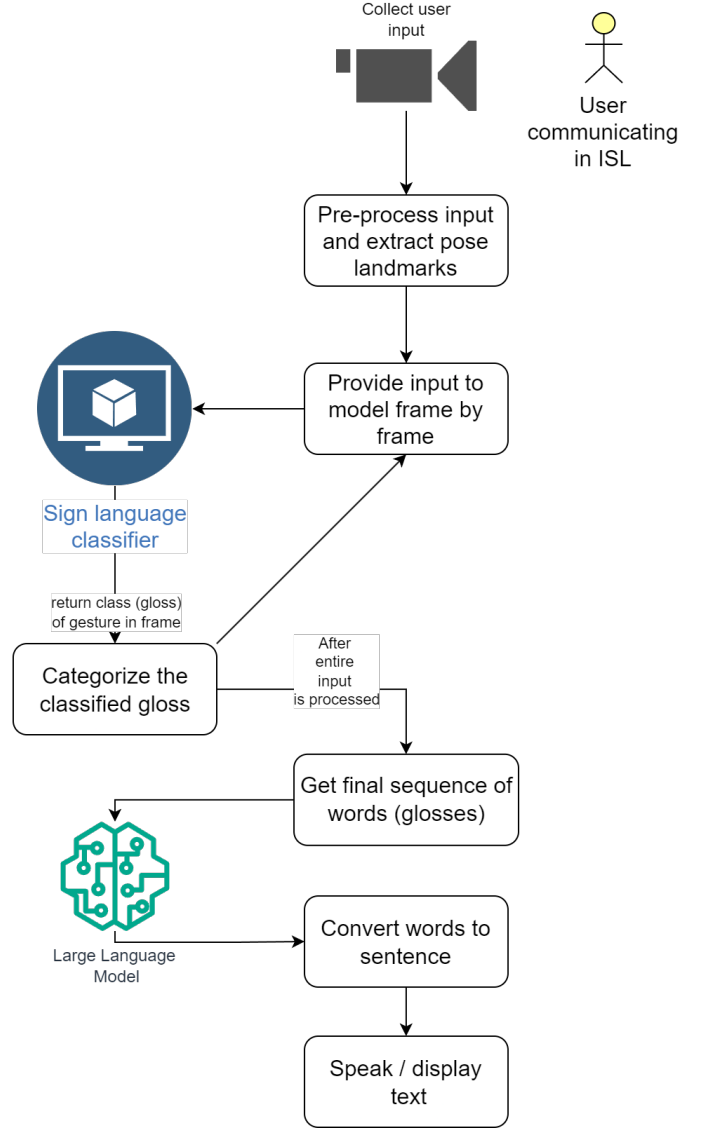 Collect user
input
User
communicating
in ISL
Pre-process input
and extract pose
landmarks
Provide input to
model frame by
frame
Sign language
classifier
return class (gloss)
of gesture in frame
Categorize the
classified gloss
After
entire
input
is processed
Get final sequence of
words (glosses)
Large Language
Model
Convert words to
sentence
Speak / display
text